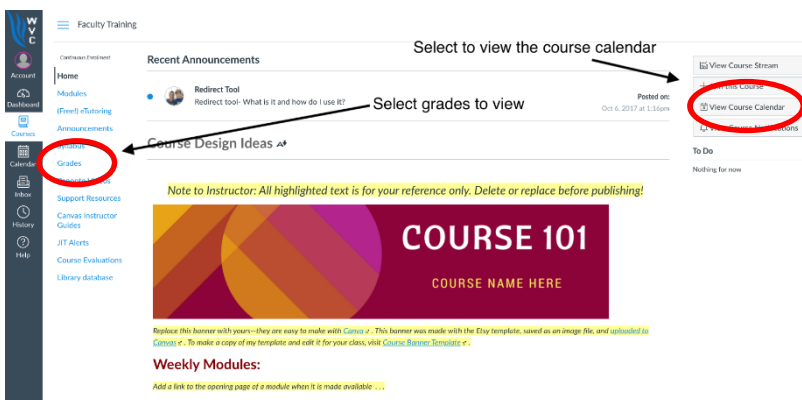 W
V
C
Account
Dashboard
Courses
Calendar
Inbox
History
Help
Faculty Training
Continuous Enrolment
Home
Modules
(Free!) eTutoring
Announcements
Syllabus
Grades
Support Resources
Canvas Instructor
Guides
JIT Alerts
Course Evaluations
Library database
Recent Announcements
Redirect Tool
Redirect tool- What is it and how do I use it?
Posted on:
Oct 6, 2017 at 1:16pm
Select to view the course calendar
Select grades to view
Course Design Ideas
Note to Instructor: All highlighted text is for your reference only. Delete or replace before publishing!
COURSE 101
COURSE NAME HERE
Replace this banner with yours--they are easy to make with Canva. This banner was made with the Etsy template, saved as an image file, and uploaded to
Canvas. To make a copy of my template and edit it for your class, visit Course Banner Template.
Weekly Modules:
Add a link to the opening page of a module when it is made available . . .
View Course Stream
this Course
View Course Calendar
View Course Notifications
To Do
Nothing for now